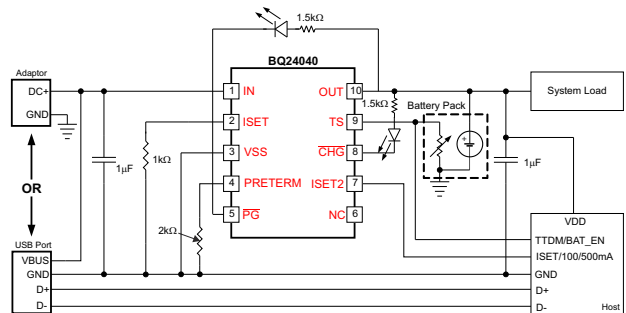 1.5kΩ
BQ24040
Adaptor
DC+
GND
1 IN
OUT 10
System Load
1.5kΩ
Battery Pack
2 ISET
TS 9
1µF
1kΩ
3 VSS
CHG 8
+
1µF
OR
4 PRETERM
ISET2 7
2kΩ
5 PG
NC 6
VDD
USB Port
VBUS
TTDM/BAT_EN
ISET/100/500mA
GND
GND
D+
D+
D-
D-
Host